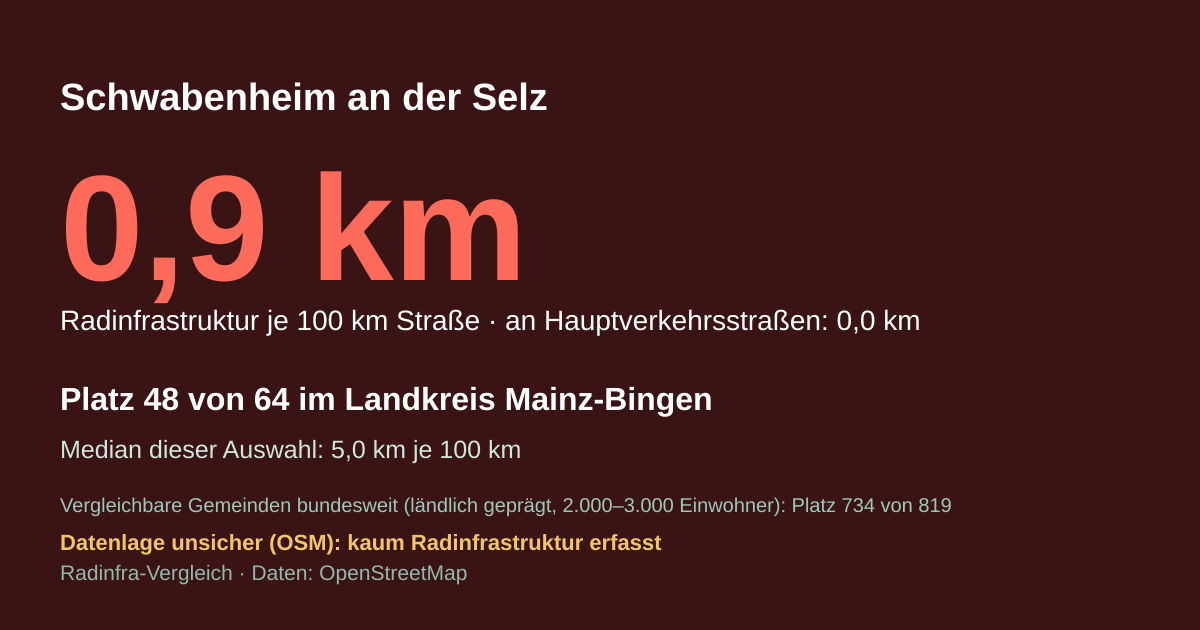 Schwabenheim an der Selz
0,9 km
Radinfrastruktur je 100 km Straße · an Hauptverkehrsstraßen: 0,0 km
Platz 48 von 64 im Landkreis Mainz-Bingen
Median dieser Auswahl: 5,0 km je 100 km
Vergleichbare Gemeinden bundesweit (ländlich geprägt, 2.000–3.000 Einwohner): Platz 734 von 819
Datenlage unsicher (OSM): kaum Radinfrastruktur erfasst
Radinfra-Vergleich · Daten: OpenStreetMap